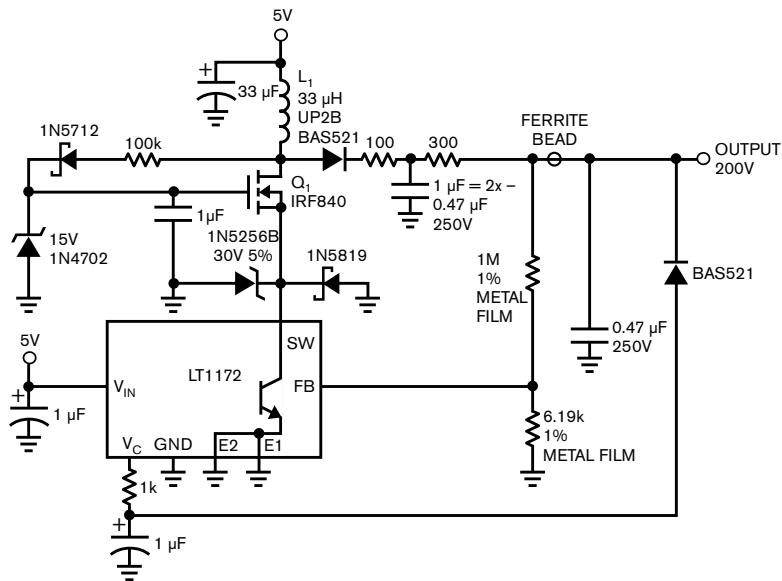 5V
+
33 µF
L1
33 µH
UP2B
BAS521
1N5712
100k
100
300
FERRITE
BEAD
OUTPUT
200V
Q1
IRF840
1 µF = 2x –
0.47 µF
250V
1µF
15V
1N4702
1N5256B
30V 5%
1N5819
1M
1%
METAL
FILM
BAS521
0.47 µF
250V
5V
+
1 µF
VIN
LT1172
SW
FB
VC
GND
E2
E1
6.19k
1%
METAL FILM
1k
+
1 µF